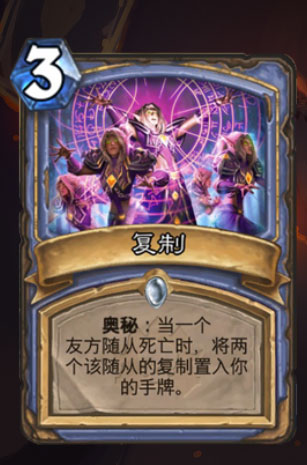 3
复制
奥秘：当一个
友方随从死亡时，将两
个该随从的复制置入你
的手牌。